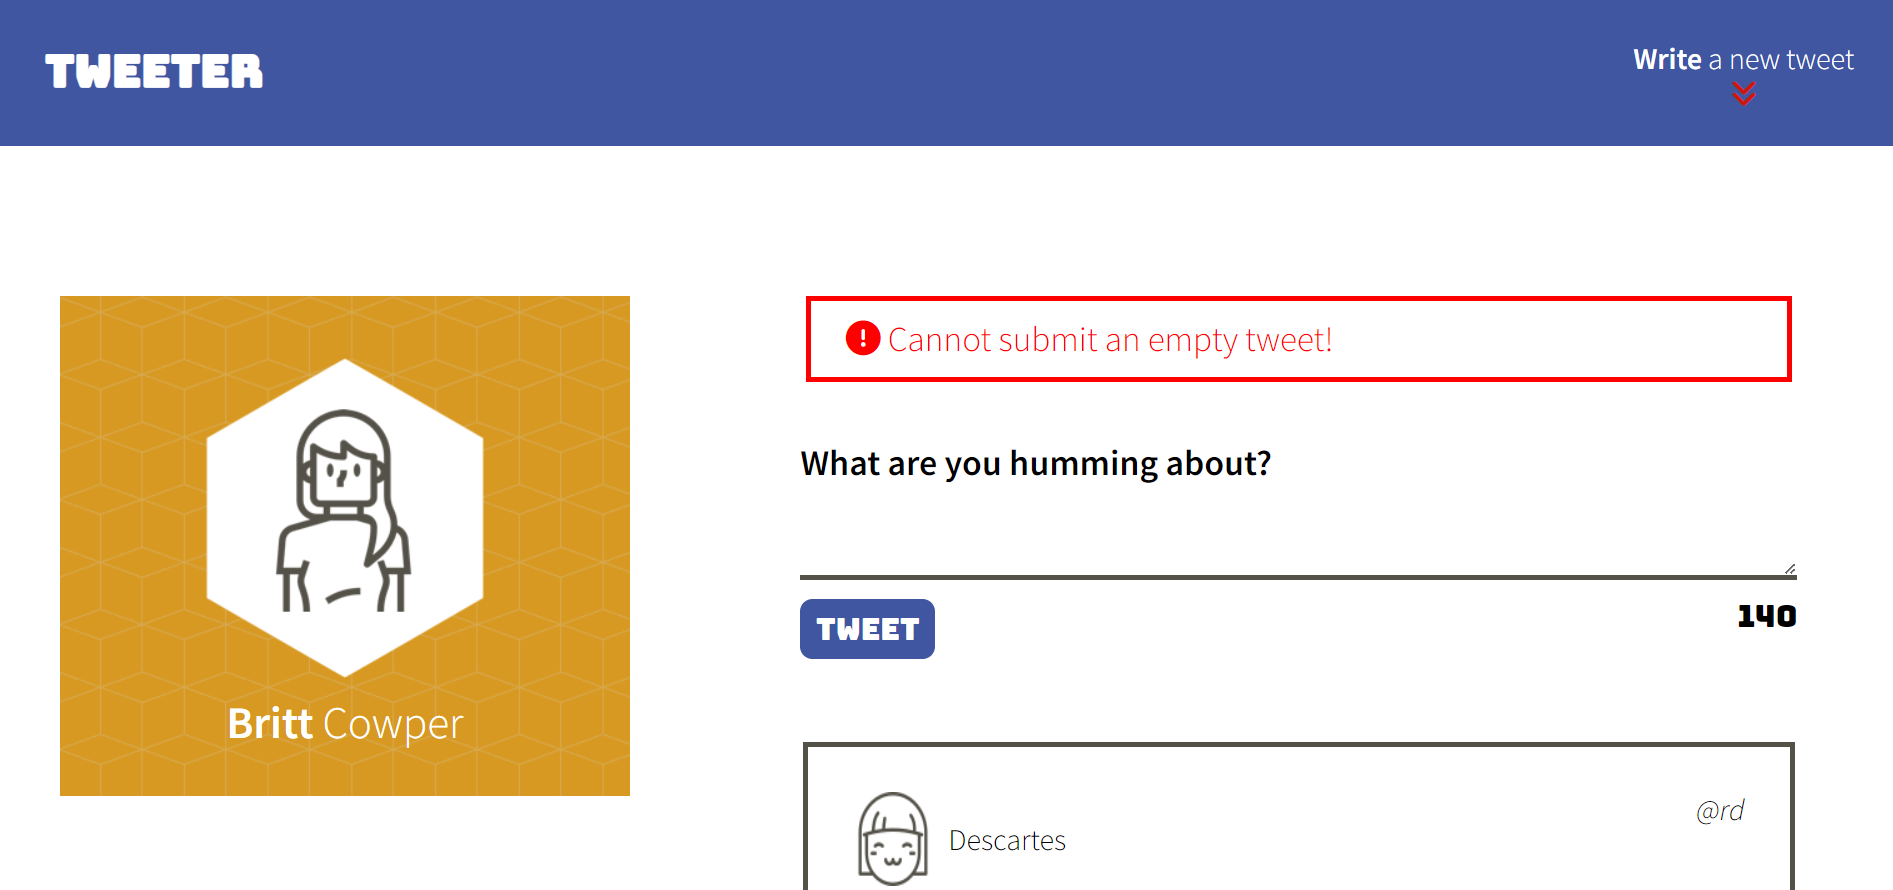 TWEETER
Write a new tweet
Britt Cowper
Cannot submit an empty tweet!
What are you humming about?
TWEET
140
Descartes
@rd